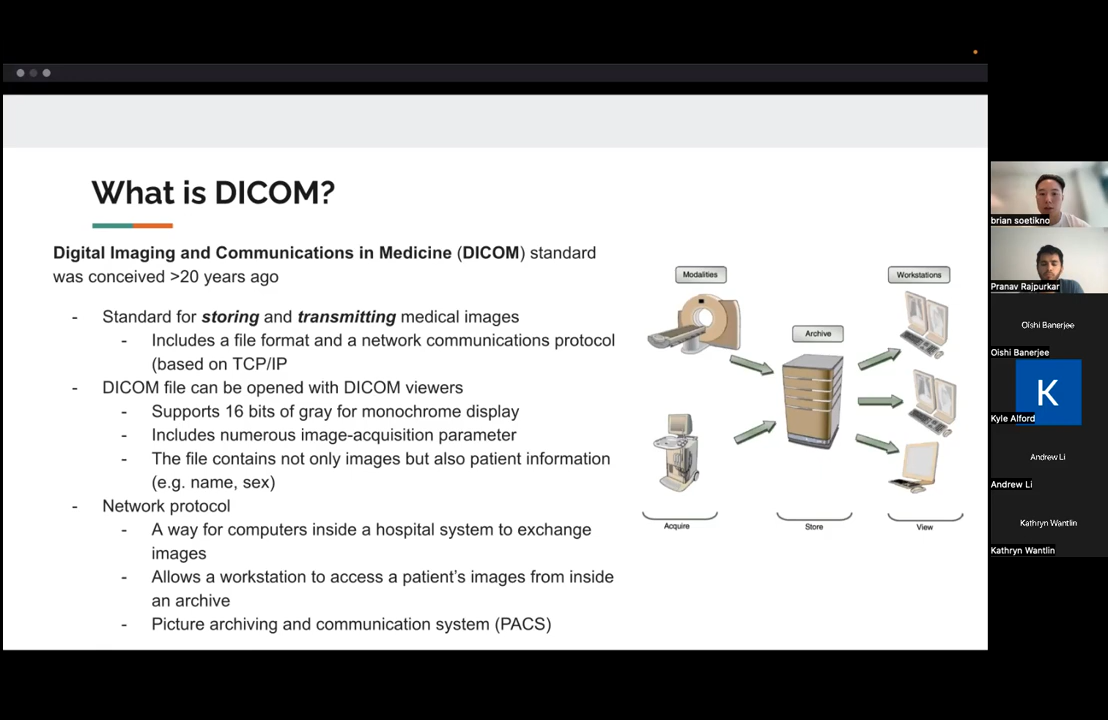 What is DICOM?
Digital Imaging and Communications in Medicine (DICOM) standard
was conceived >20 years ago
- Standard for storing and transmitting medical images
- Includes a file format and a network communications protocol
(based on TCP/IP
- DICOM file can be opened with DICOM viewers
- Supports 16 bits of gray for monochrome display
- Includes numerous image-acquisition parameter
- The file contains not only images but also patient information
(e.g. name, sex)
- Network protocol
- A way for computers inside a hospital system to exchange
images
- Allows a workstation to access a patient's images from inside
an archive
- Picture archiving and communication system (PACS)
Modalities
Archive
Workstations
Acquire
Store
View
brian soetikno
Pranav Rajpurkar
Oishi Banerjee
Oishi Banerjee
K
Kyle Alford
Andrew Li
Andrew Li
Kathryn Wantlin
Kathryn Wantlin